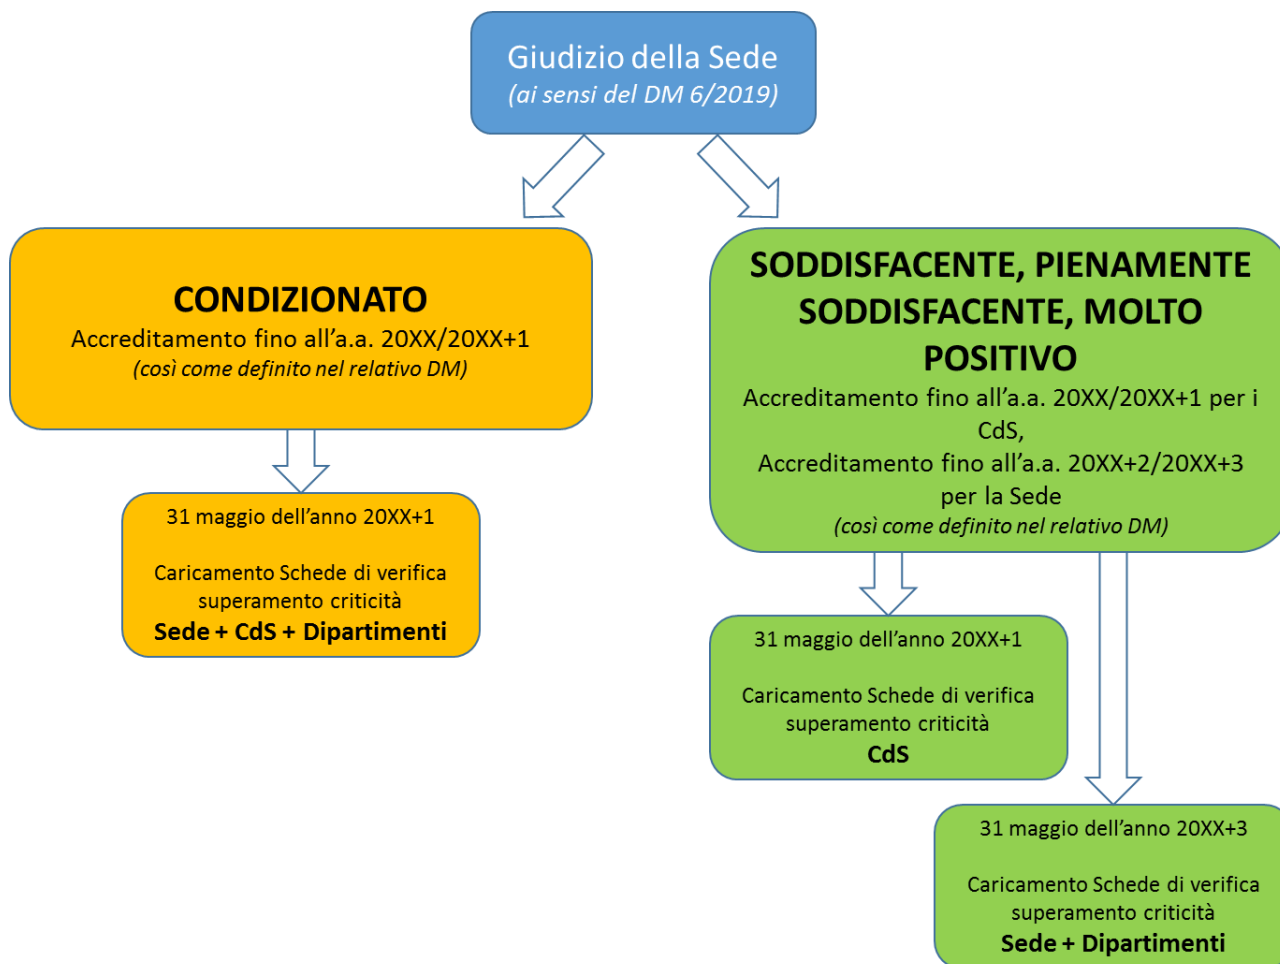 Giudizio della Sede
(ai sensi del DM 6/2019)
CONDIZIONATO
Accreditamento fino all’a.a. 20XX/20XX+1
(così come definito nel relativo DM)
31 maggio dell’anno 20XX+1
Caricamento Schede di verifica
superamento criticità
Sede + CdS + Dipartimenti
SODDISFACENTE, PIENAMENTE
SODDISFACENTE, MOLTO
POSITIVO
Accreditamento fino all’a.a. 20XX/20XX+1 per i
CdS,
Accreditamento fino all’a.a. 20XX+2/20XX+3
per la Sede
(così come definito nel relativo DM)
31 maggio dell’anno 20XX+1
Caricamento Schede di verifica
superamento criticità
CdS
31 maggio dell’anno 20XX+3
Caricamento Schede di verifica
superamento criticità
Sede + Dipartimenti